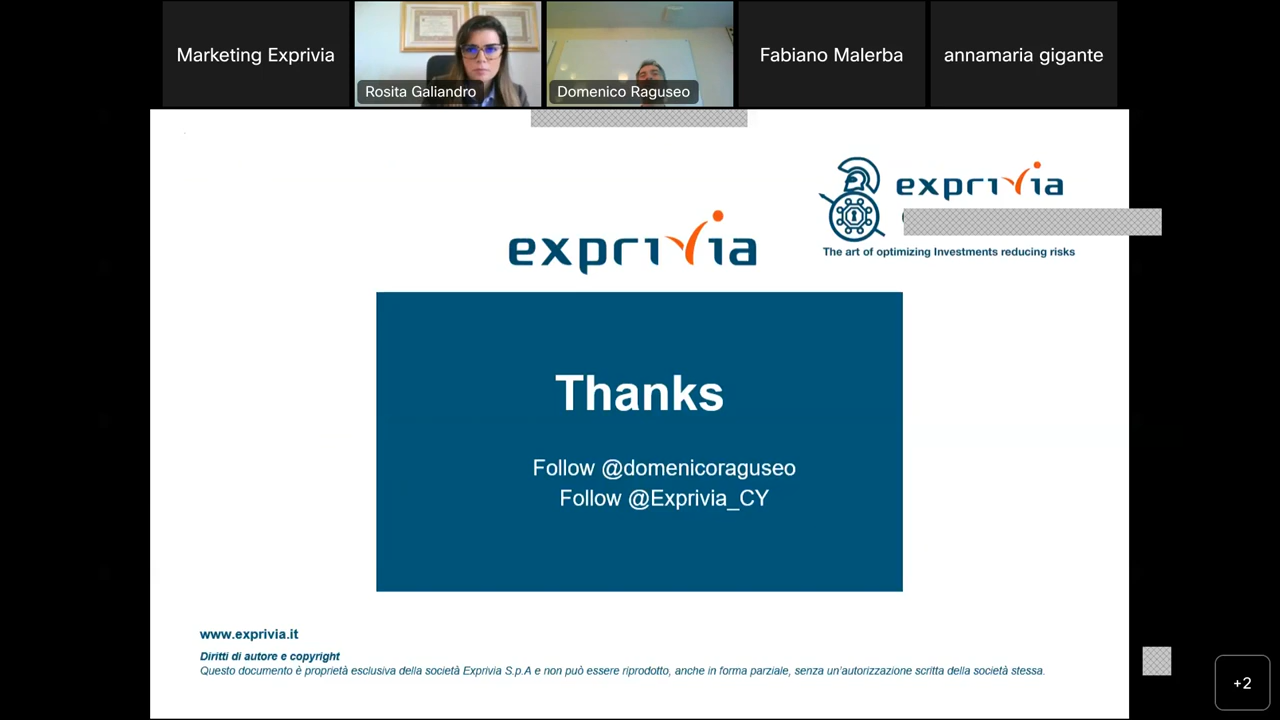 Marketing Exprivia
Rosita Galiandro
Domenico Raguseo
Fabiano Malerba
annamaria gigante
exprivia
The art of optimizing Investments reducing risks
exprivia
Thanks
Follow @domenicoraguseo
Follow @Exprivia_CY
www.exprivia.it
Diritti di autore e copyright
Questo documento è proprietà esclusiva della società Exprivia S.p.A e non può essere riprodotto, anche in forma parziale, senza un'autorizzazione scritta della società stessa.
+2